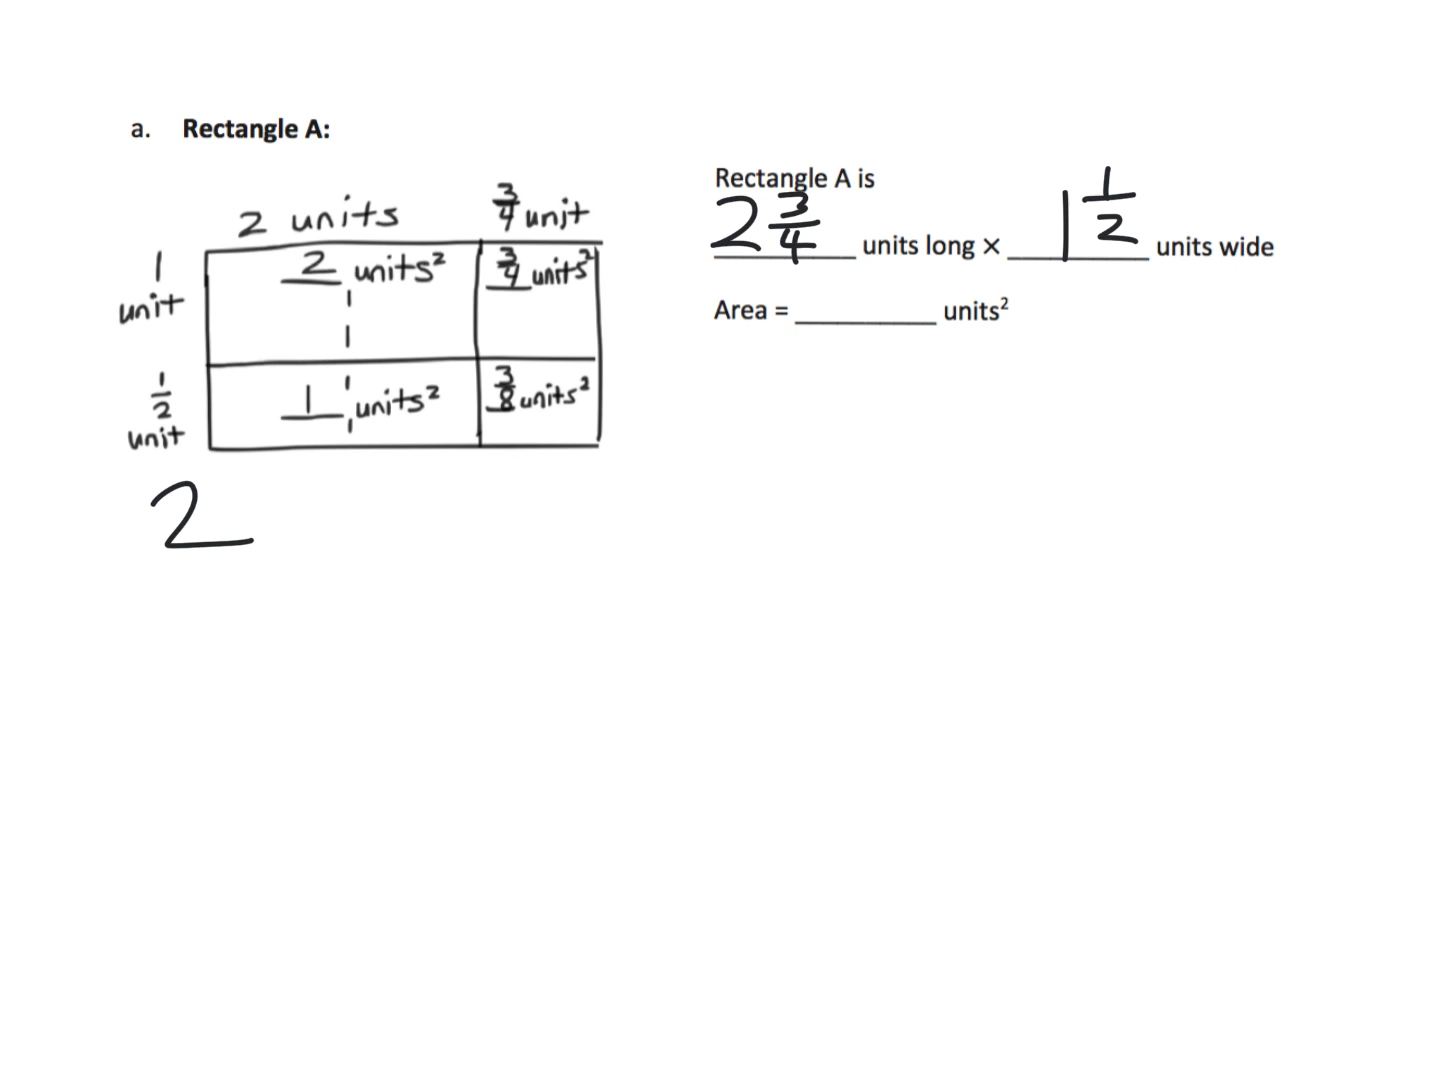 a. Rectangle A:
2 units 3/4 unit
1 unit
2 units² 3/4 units²
1/2 unit
1 units² 3/8 units²
2
Rectangle A is
2 3/4 units long × 1 1/2 units wide
Area = ________ units²